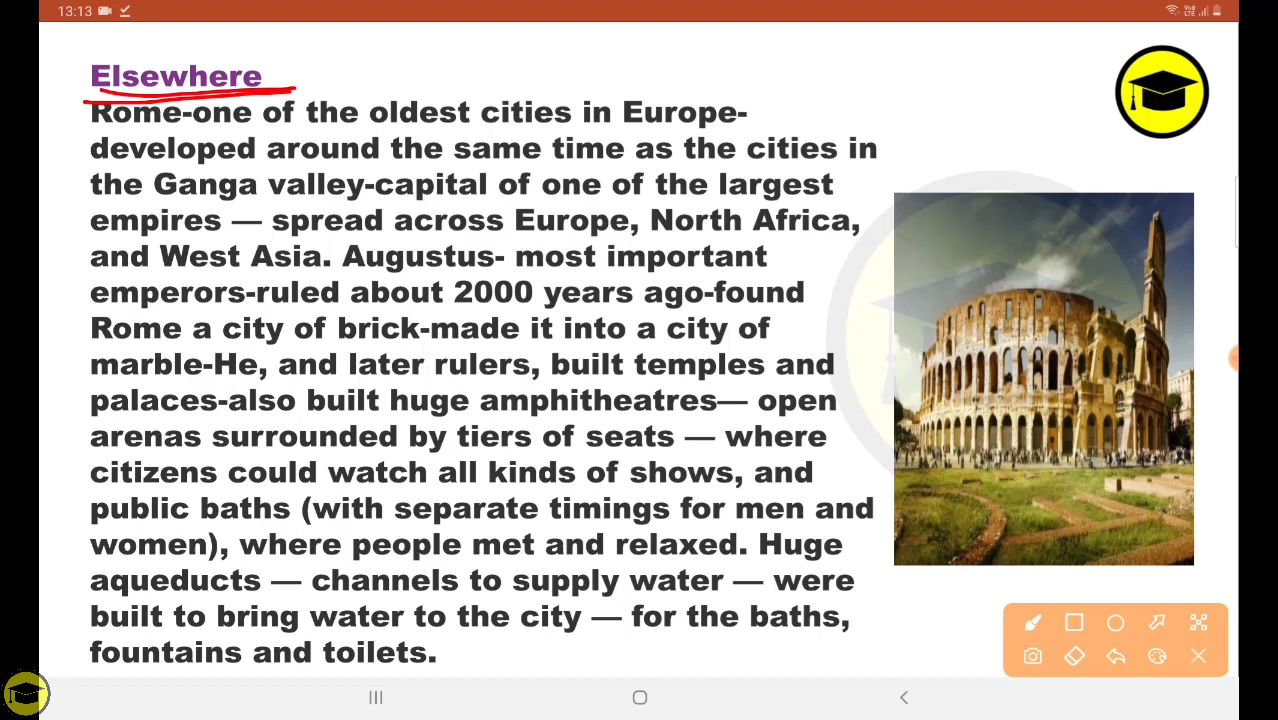 13:13
VoD LTE
Elsewhere
Rome-one of the oldest cities in Europe-
developed around the same time as the cities in
the Ganga valley-capital of one of the largest
empires — spread across Europe, North Africa,
and West Asia. Augustus- most important
emperors-ruled about 2000 years ago-found
Rome a city of brick-made it into a city of
marble-He, and later rulers, built temples and
palaces-also built huge amphitheatres— open
arenas surrounded by tiers of seats — where
citizens could watch all kinds of shows, and
public baths (with separate timings for men and
women), where people met and relaxed. Huge
aqueducts — channels to supply water — were
built to bring water to the city — for the baths,
fountains and toilets.